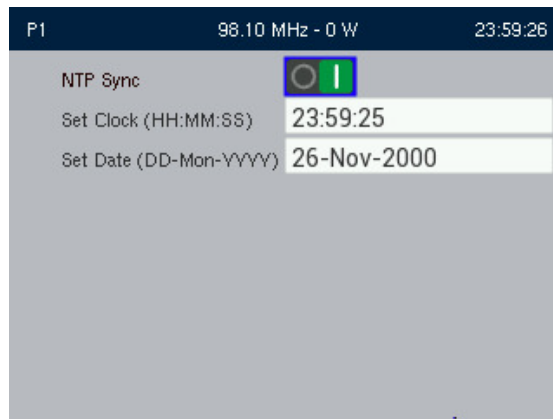 P1 98.10 MHz - 0 W 23:59:26
NTP Sync
Set Clock (HH:MM:SS) 23:59:25
Set Date (DD-Mon-YYYY) 26-Nov-2000